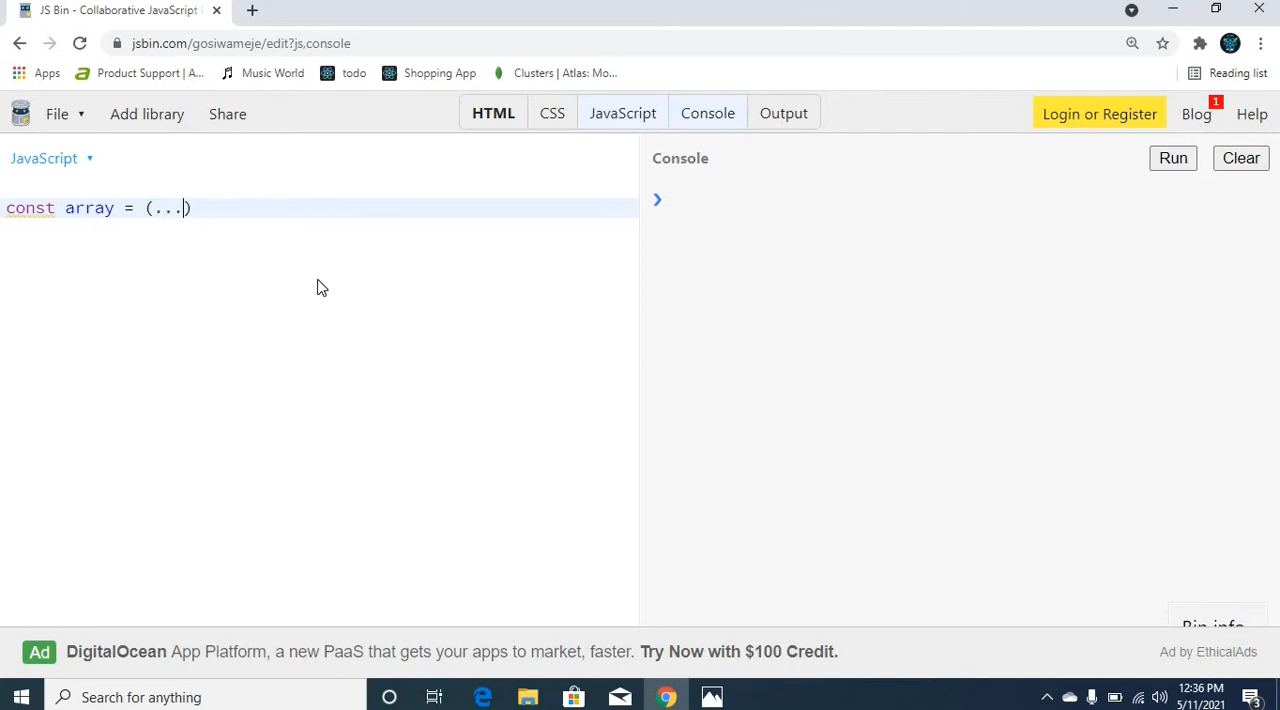 JS Bin - Collaborative JavaScript
jsbin.com/gosiwameje/edit?js,console
Apps Product Support | A... Music World todo Shopping App Clusters | Atlas: Mo... Reading list
File Add library Share HTML CSS JavaScript Console Output Login or Register Blog 1 Help
JavaScript Console Run Clear
const array = (...)
Bin info
Ad DigitalOcean App Platform, a new PaaS that gets your apps to market, faster. Try Now with $100 Credit. Ad by EthicalAds
Search for anything 12:36 PM
5/11/2021 3